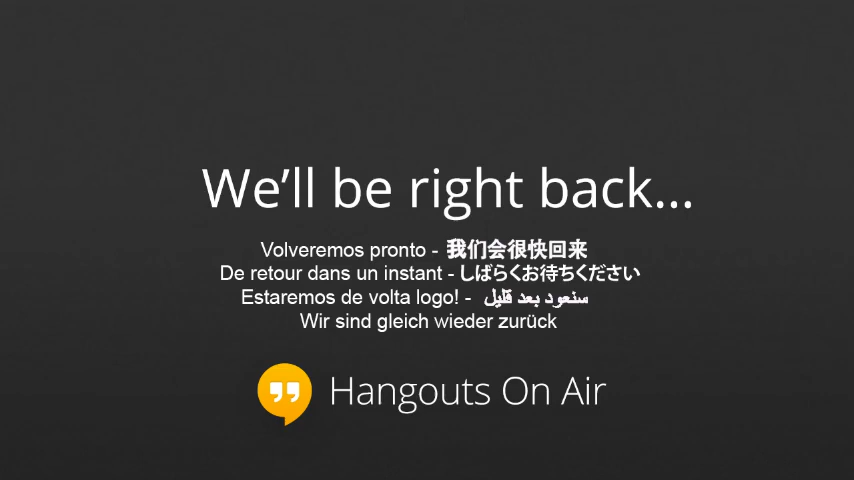 We'll be right back...
Volveremos pronto - 我们会很快回来
De retour dans un instant - しばらくお待ちください
Estaremos de volta logo! - سنعود بعد قليل
Wir sind gleich wieder zurück
Hangouts On Air